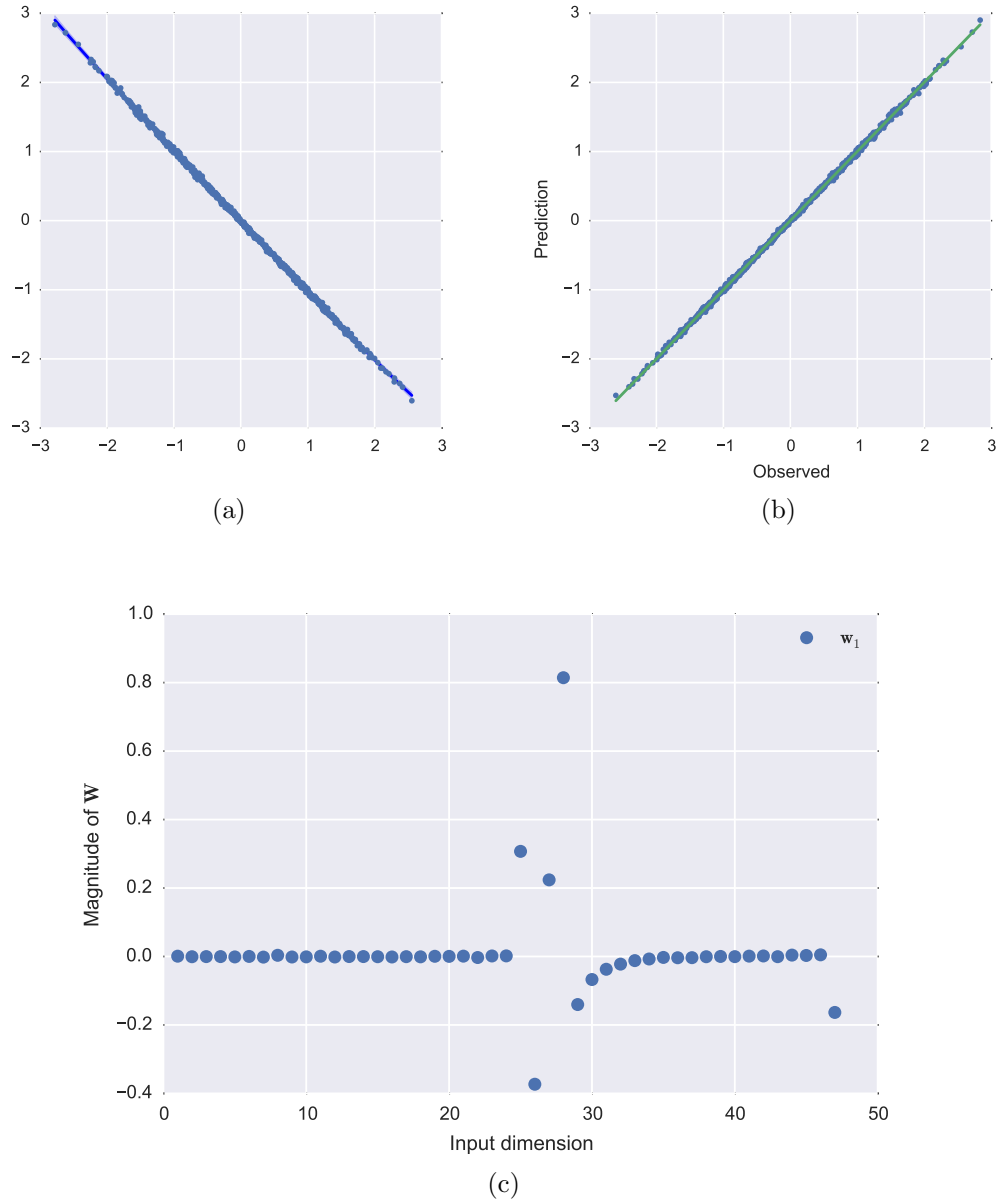 3
2
1
0
−1
−2
−3
−3 −2 −1 0 1 2 3
(a)
3
2
1
0
−1
−2
−3
Prediction
−3 −2 −1 0 1 2 3
Observed
(b)
1.0
0.8
0.6
0.4
0.2
0.0
−0.2
−0.4
Magnitude of W
w₁
0 10 20 30 40 50
Input dimension
(c)